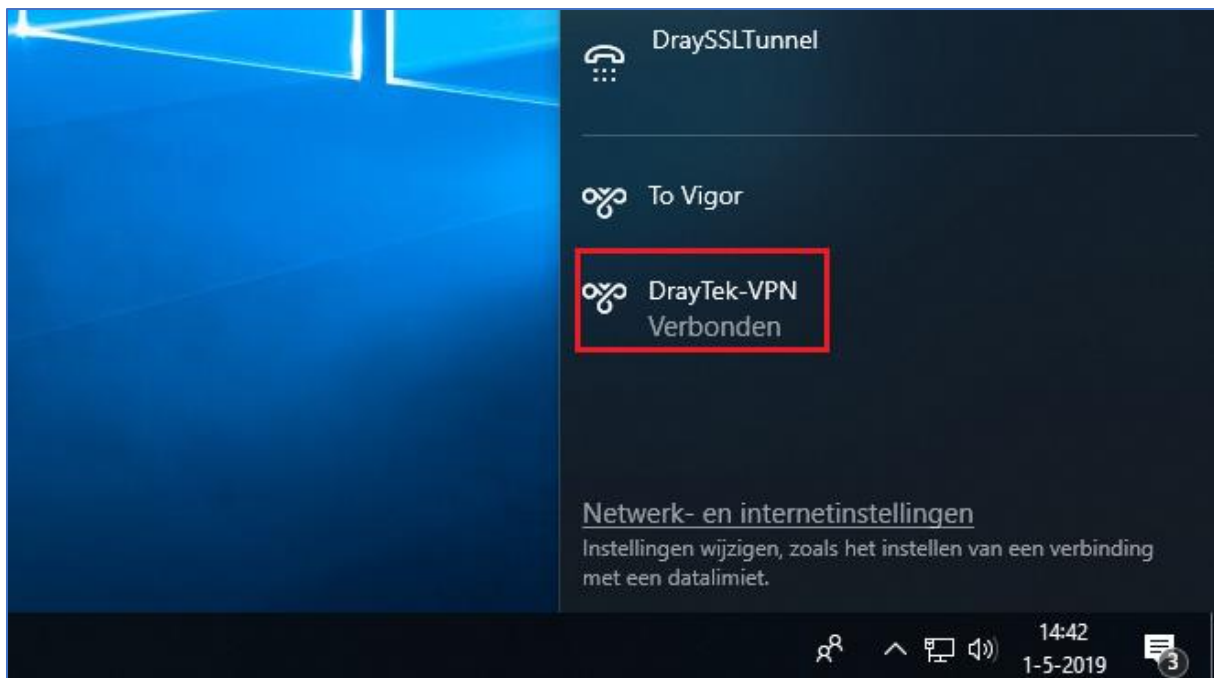 DraySSLTunnel
To Vigor
DrayTek-VPN
Verbonden
Netwerk- en internetinstellingen
Instellingen wijzigen, zoals het instellen van een verbinding
met een datalimiet.
14:42
1-5-2019
3